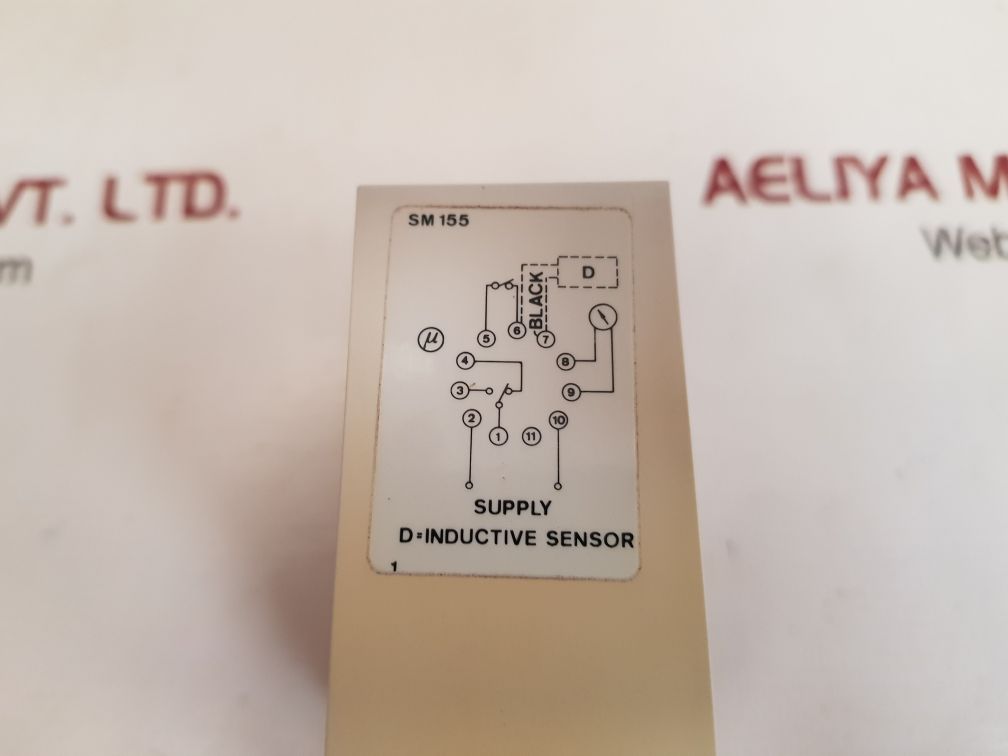 VT. LTD.
AELIYA M
m
Web
SM 155
D
BLACK
5
6
7
μ
4
8
3
9
2
10
1
11
SUPPLY
D=INDUCTIVE SENSOR
1